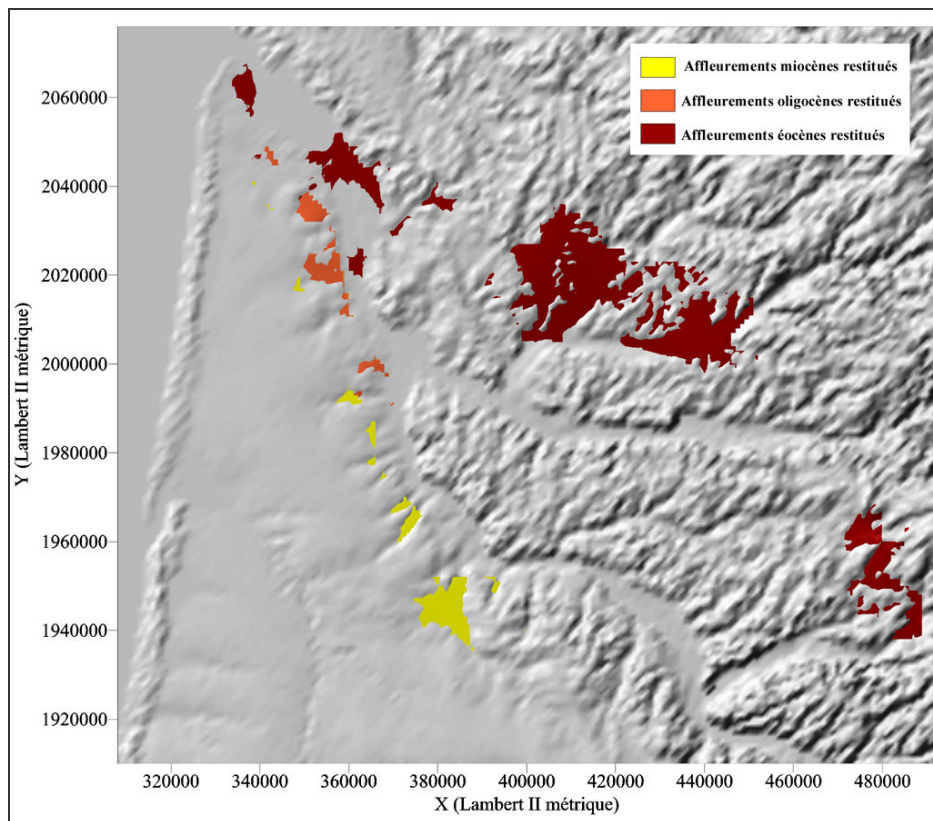 Affleurements miocènes restitués
Affleurements oligocènes restitués
Affleurements éocènes restitués
2060000
2040000
2020000
2000000
1980000
1960000
1940000
1920000
Y (Lambert II métrique)
320000 340000 360000 380000 400000 420000 440000 460000 480000
X (Lambert II métrique)